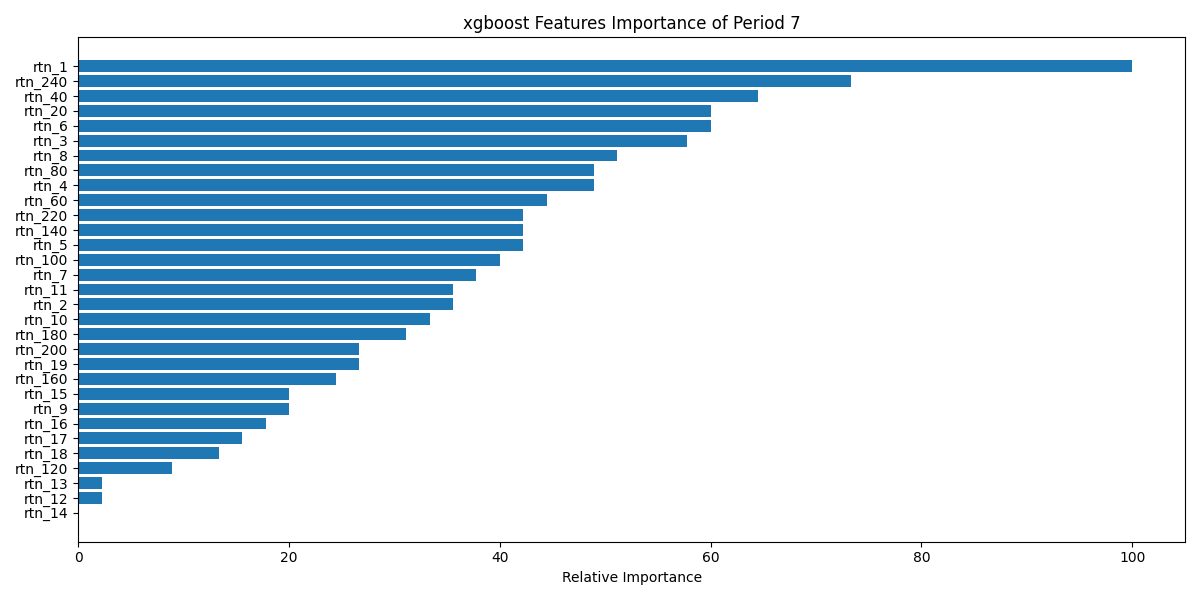 xgboost Features Importance of Period 7
rtn_1
rtn_240
rtn_40
rtn_20
rtn_6
rtn_3
rtn_8
rtn_80
rtn_4
rtn_60
rtn_220
rtn_140
rtn_5
rtn_100
rtn_7
rtn_11
rtn_2
rtn_10
rtn_180
rtn_200
rtn_19
rtn_160
rtn_15
rtn_9
rtn_16
rtn_17
rtn_18
rtn_120
rtn_13
rtn_12
rtn_14
0 20 40 60 80 100
Relative Importance